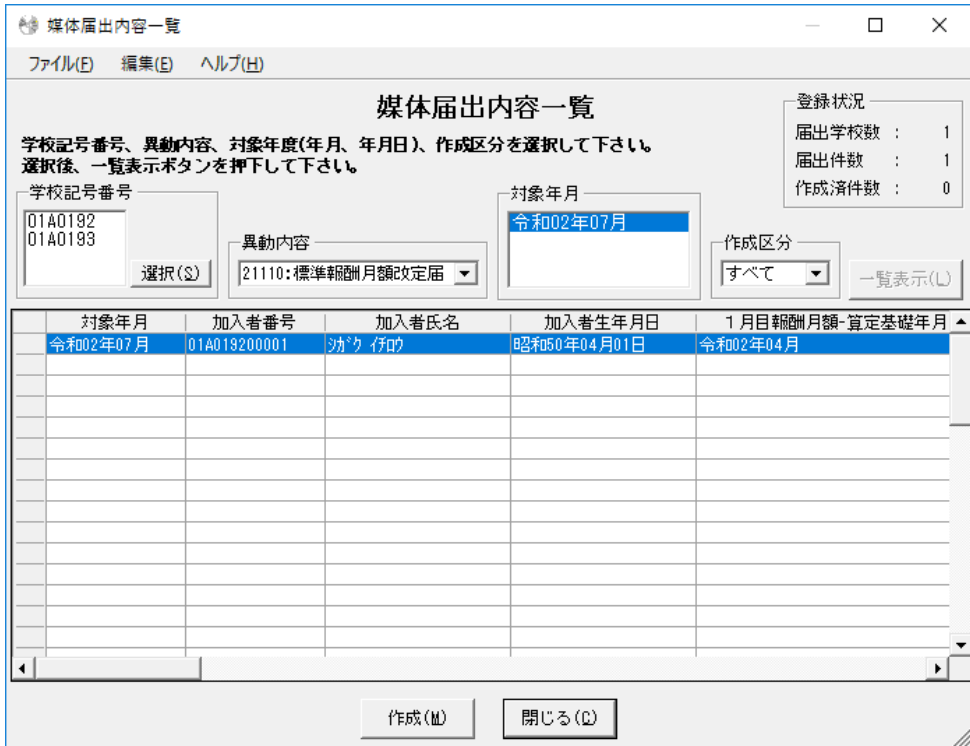 媒体届出内容一覧
ファイル(F) 編集(E) ヘルプ(H)
媒体届出内容一覧
学校記号番号、異動内容、対象年度(年月、年月日)、作成区分を選択して下さい。
選択後、一覧表示ボタンを押下して下さい。
登録状況
届出学校数 : 1
届出件数 : 1
作成済件数 : 0
学校記号番号
01A0192
01A0193
選択(S)
異動内容
21110:標準報酬月額改定届
対象年月
令和02年07月
作成区分
すべて
一覧表示(L)
対象年月 加入者番号 加入者氏名 加入者生年月日 1月目報酬月額-算定基礎年月
令和02年07月 01A019200001 ｼｶﾞｸ ｲﾁﾛｳ 昭和50年04月01日 令和02年04月
作成(M) 閉じる(C)